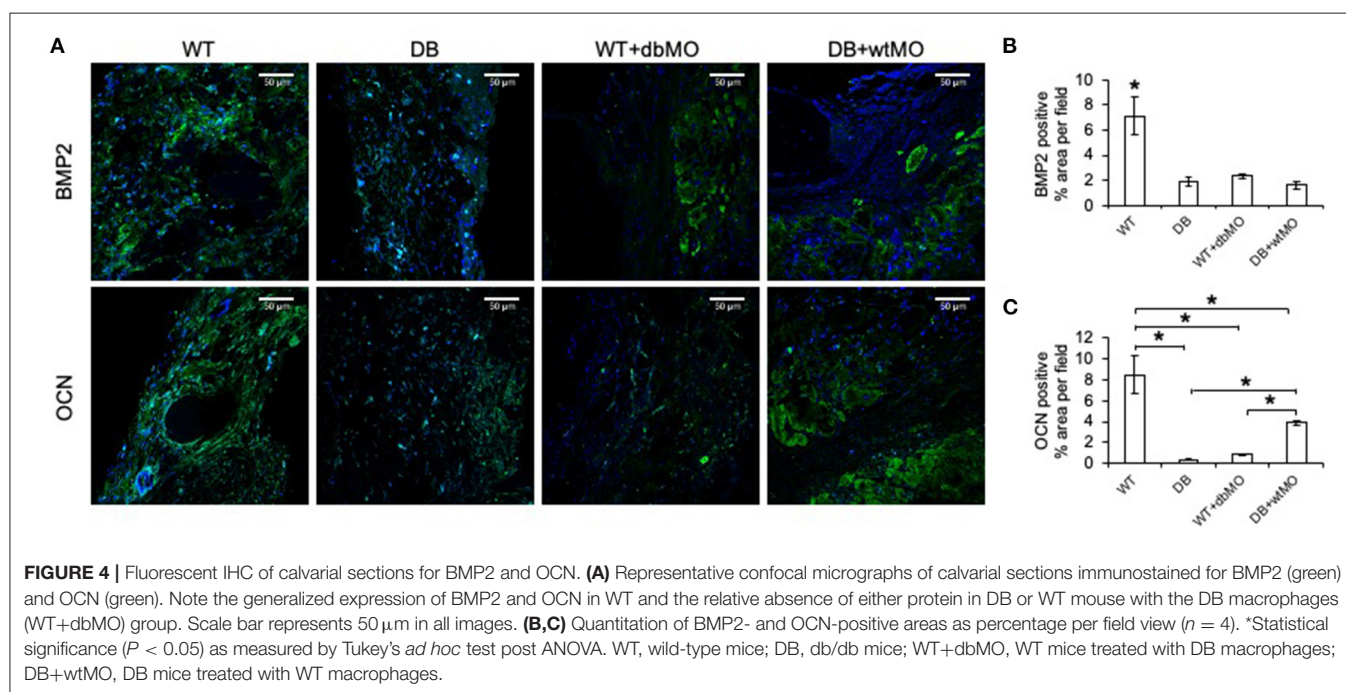 A
WT
DB
WT+dbMO
DB+wtMO
BMP2
50 µm
50 µm
50 µm
50 µm
OCN
50 µm
50 µm
50 µm
50 µm
B
BMP2 positive
% area per field
10
8
6
4
2
0
*
WT
DB
WT+dbMO
DB+wtMO
C
OCN positive
% area per field
12
10
8
6
4
2
0
*
*
*
*
*
WT
DB
WT+dbMO
DB+wtMO
FIGURE 4 | Fluorescent IHC of calvarial sections for BMP2 and OCN. (A) Representative confocal micrographs of calvarial sections immunostained for BMP2 (green)
and OCN (green). Note the generalized expression of BMP2 and OCN in WT and the relative absence of either protein in DB or WT mouse with the DB macrophages
(WT+dbMO) group. Scale bar represents 50 µm in all images. (B,C) Quantitation of BMP2- and OCN-positive areas as percentage per field view (n = 4). *Statistical
significance (P < 0.05) as measured by Tukey's ad hoc test post ANOVA. WT, wild-type mice; DB, db/db mice; WT+dbMO, WT mice treated with DB macrophages;
DB+wtMO, DB mice treated with WT macrophages.